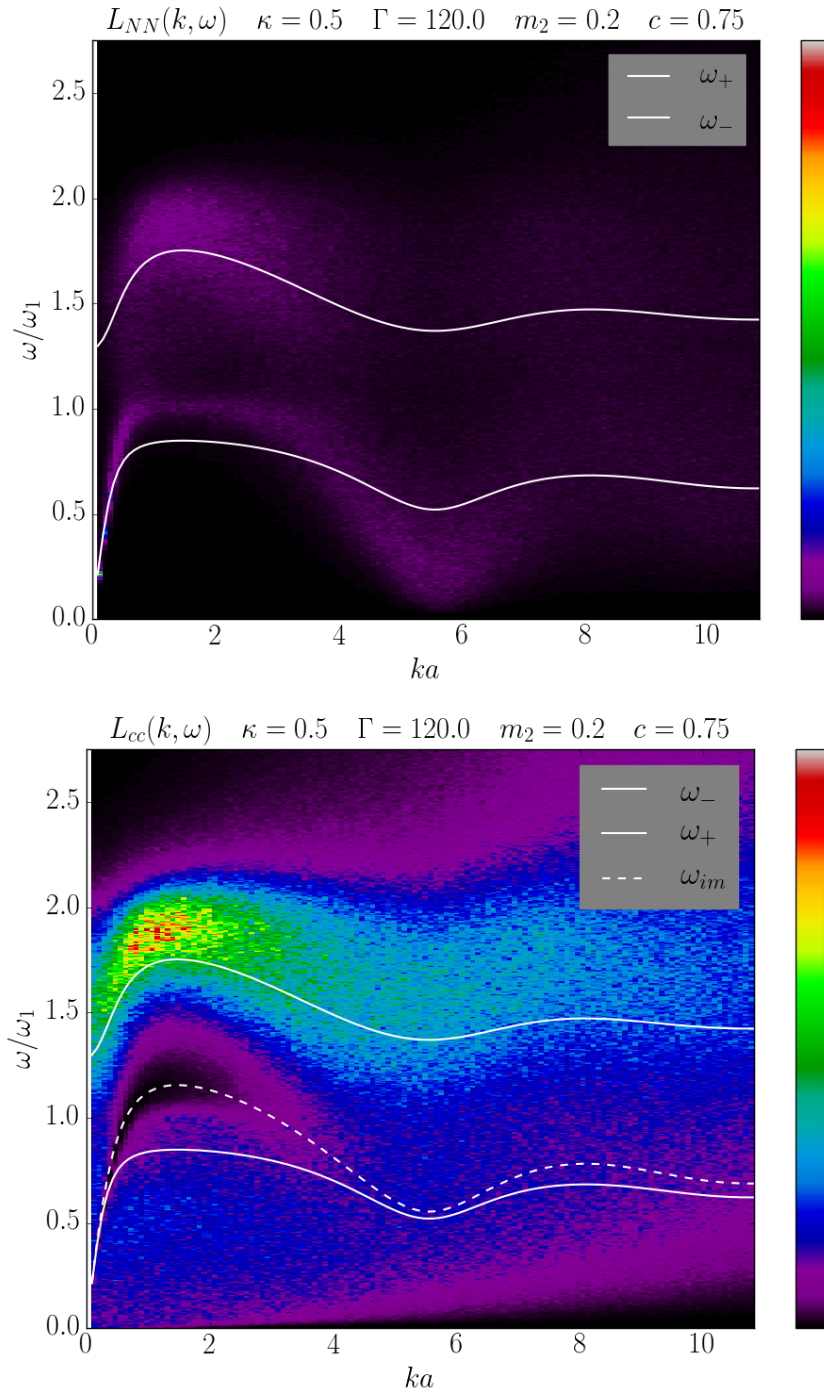 L_{NN}(k, ω) κ = 0.5 Γ = 120.0 m_2 = 0.2 c = 0.75
ω_+
ω_-
2.5
2.0
1.5
1.0
0.5
0.0
ω/ω_1
0 2 4 6 8 10
ka
L_{cc}(k, ω) κ = 0.5 Γ = 120.0 m_2 = 0.2 c = 0.75
ω_-
ω_+
ω_{im}
2.5
2.0
1.5
1.0
0.5
0.0
ω/ω_1
0 2 4 6 8 10
ka